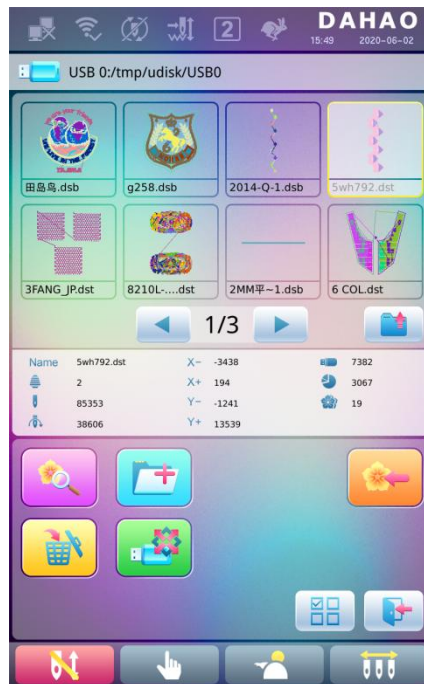 DAHAO
2
15:49 2020-06-02
USB 0:/tmp/udisk/USB0
田岛鸟.dsb g258.dsb 2014-Q-1.dsb 5wh792.dst
3FANG_JP.dst 8210L-....dst 2MM平~1.dsb 6 COL.dst
1/3
Name 5wh792.dst X- -3438 7382
2 X+ 194 3067
85353 Y- -1241 19
38606 Y+ 13539